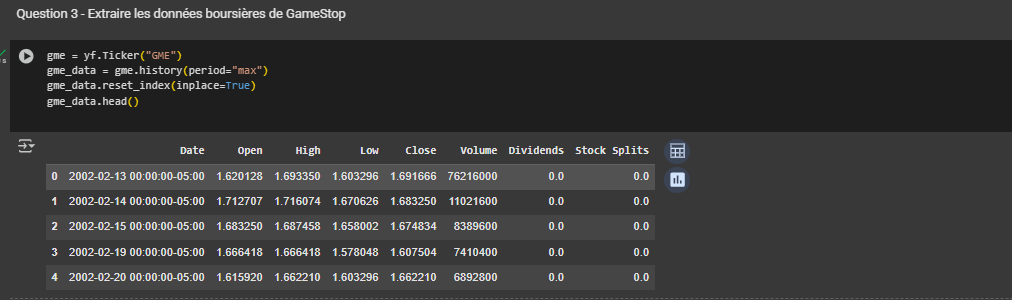 Question 3 - Extraire les données boursières de GameStop
gme = yf.Ticker("GME")
gme_data = gme.history(period="max")
gme_data.reset_index(inplace=True)
gme_data.head()
Date Open High Low Close Volume Dividends Stock Splits
0 2002-02-13 00:00:00-05:00 1.620128 1.693350 1.603296 1.691666 76216000 0.0 0.0
1 2002-02-14 00:00:00-05:00 1.712707 1.716074 1.670626 1.683250 11021600 0.0 0.0
2 2002-02-15 00:00:00-05:00 1.683250 1.687458 1.658002 1.674834 8389600 0.0 0.0
3 2002-02-19 00:00:00-05:00 1.666418 1.666418 1.578048 1.607504 7410400 0.0 0.0
4 2002-02-20 00:00:00-05:00 1.615920 1.662210 1.603296 1.662210 6892800 0.0 0.0